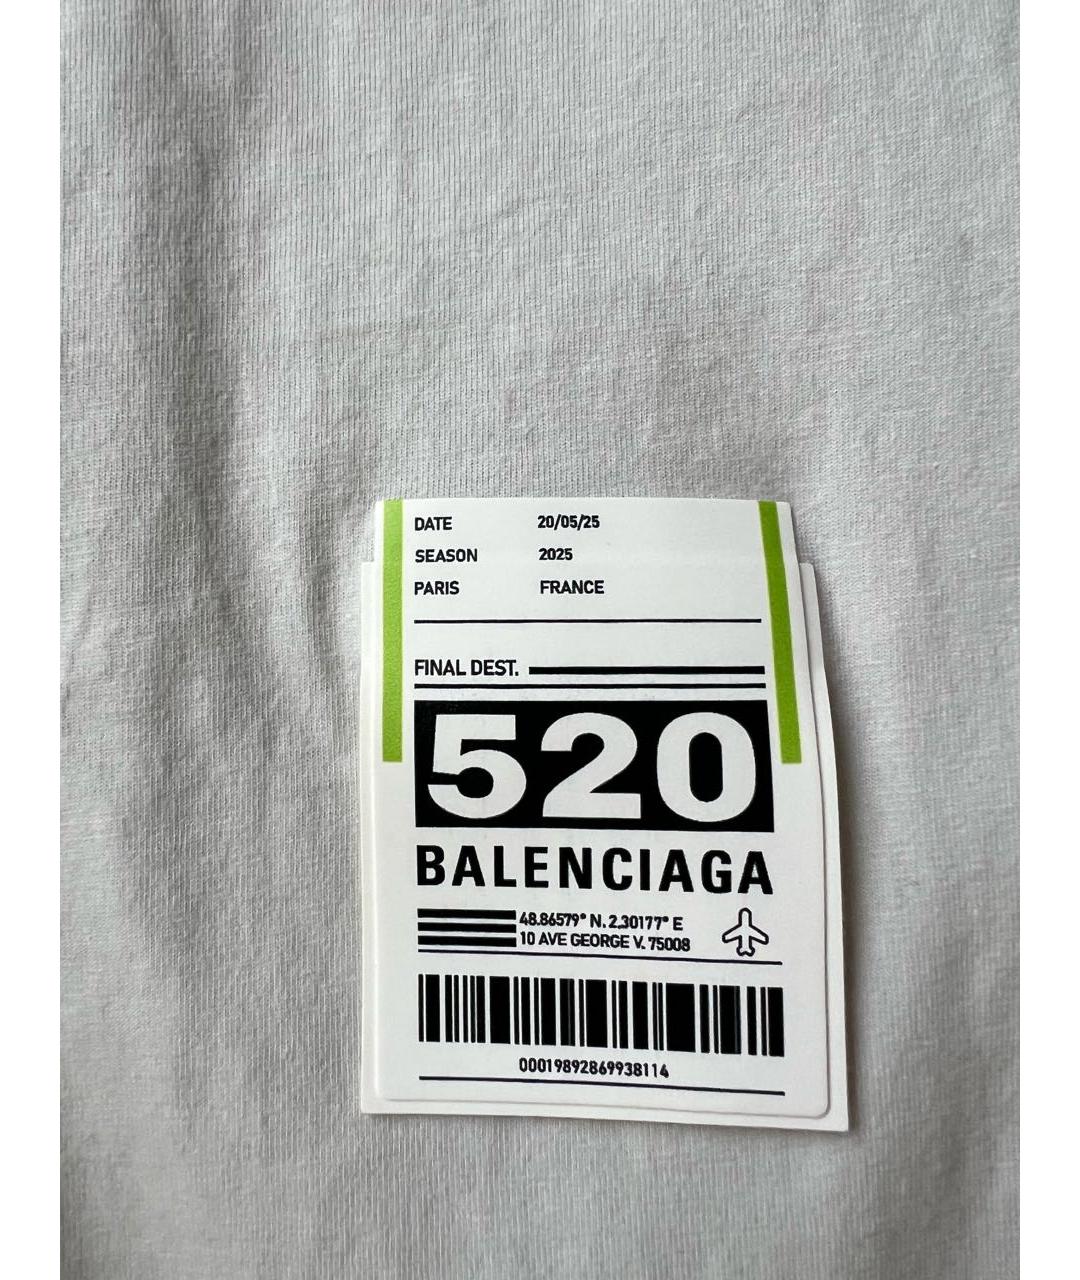 DATE 20/05/25
SEASON 2025
PARIS FRANCE
FINAL DEST.
520
BALENCIAGA
48.86579° N. 2.30177° E
10 AVE GEORGE V. 75008
00019892869938114